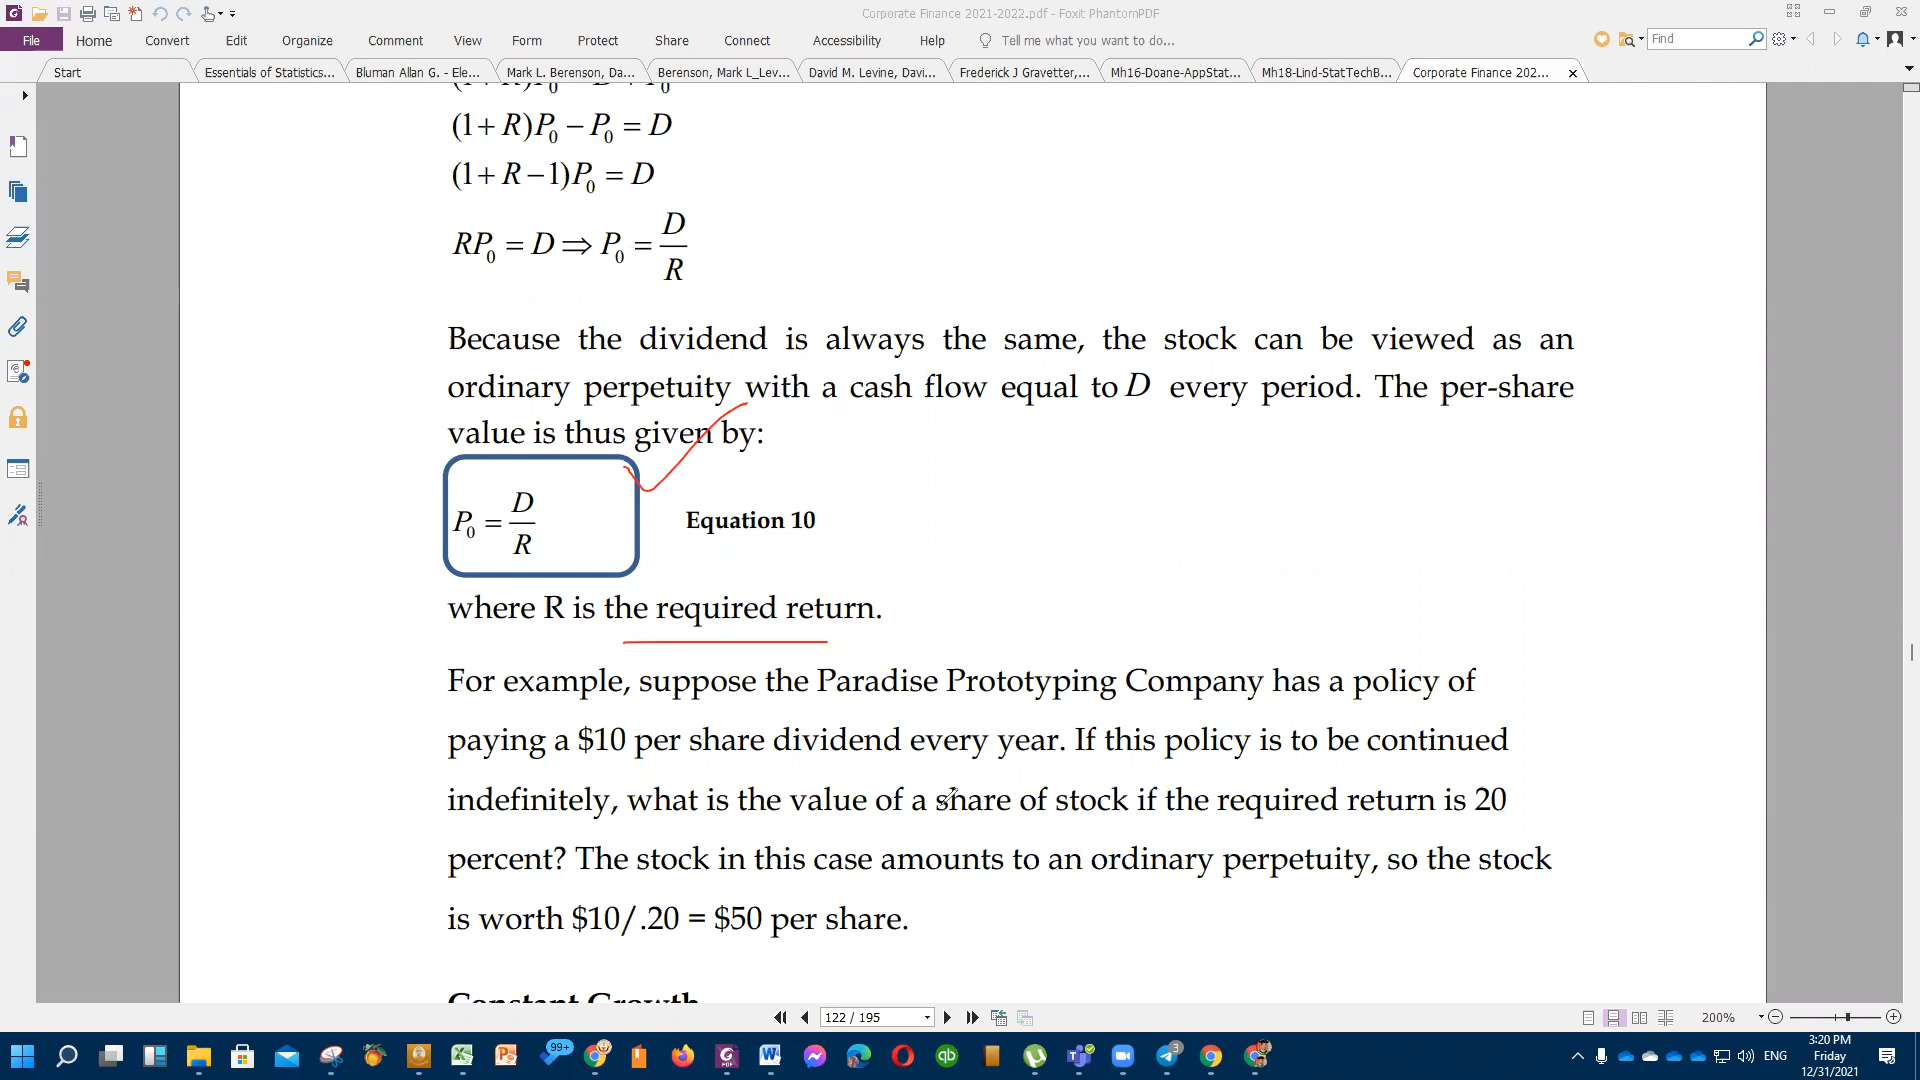 Corporate Finance 2021-2022.pdf - Foxit PhantomPDF
File Home Convert Edit Organize Comment View Form Protect Share Connect Accessibility Help Tell me what you want to do... Find
Start Essentials of Statistics... Bluman Allan G. - Ele... Mark L. Berenson, Da... Berenson, Mark L_Lev... David M. Levine, Davi... Frederick J Gravetter,... Mh16-Doane-AppStat... Mh18-Lind-StatTechB... Corporate Finance 202...
(1+R)P₀ − P₀ = D
(1+R−1)P₀ = D
RP₀ = D ⇒ P₀ = D/R
Because the dividend is always the same, the stock can be viewed as an
ordinary perpetuity with a cash flow equal to D every period. The per-share
value is thus given by:
P₀ = D/R Equation 10
where R is the required return.
For example, suppose the Paradise Prototyping Company has a policy of
paying a $10 per share dividend every year. If this policy is to be continued
indefinitely, what is the value of a share of stock if the required return is 20
percent? The stock in this case amounts to an ordinary perpetuity, so the stock
is worth $10/.20 = $50 per share.
Constant Growth
122 / 195 200%
99+ 3 ENG
3:20 PM
Friday
12/31/2021